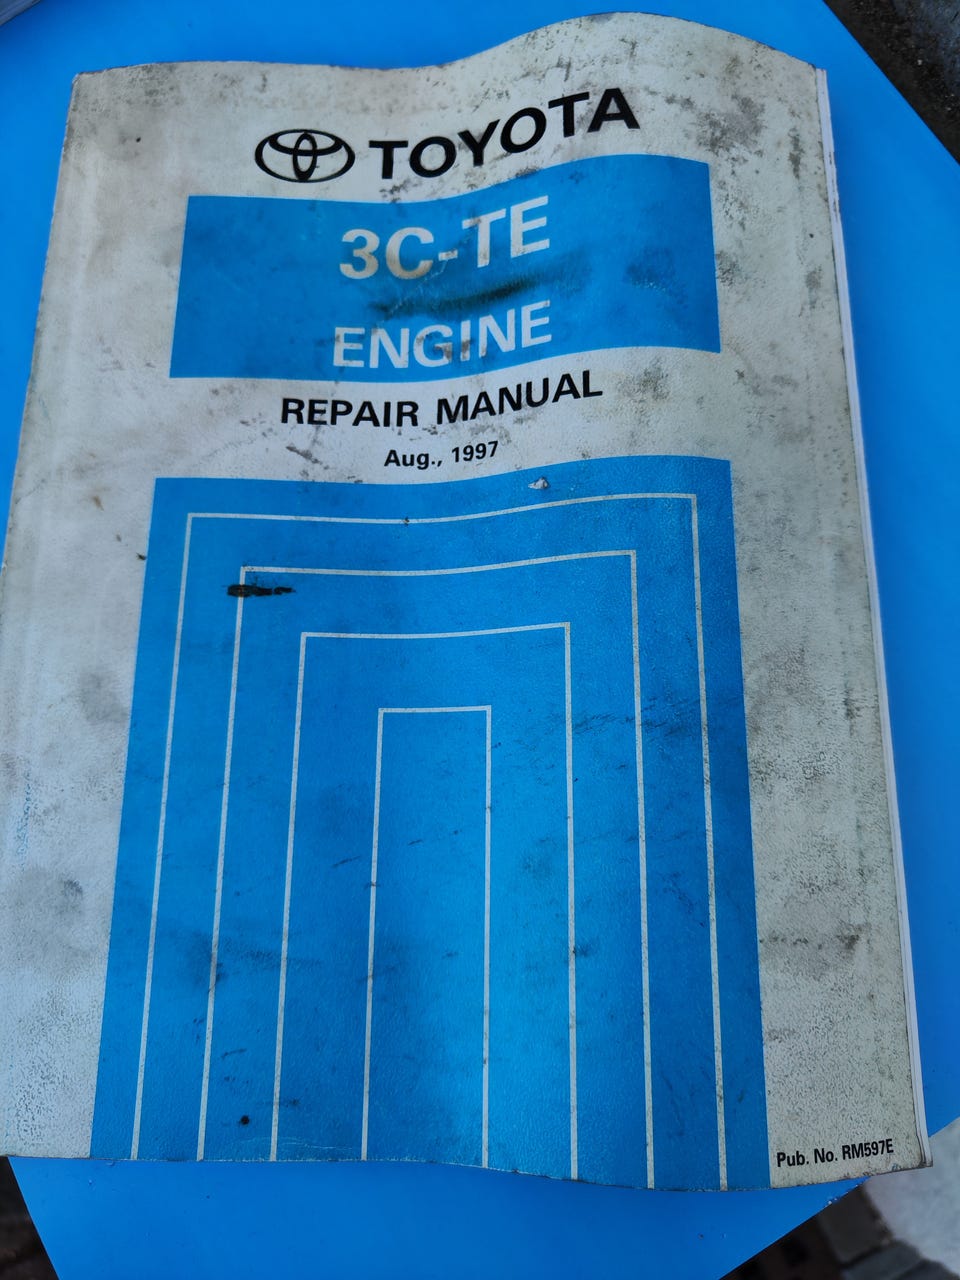 TOYOTA
3C-TE
ENGINE
REPAIR MANUAL
Aug., 1997
Pub. No. RM597E